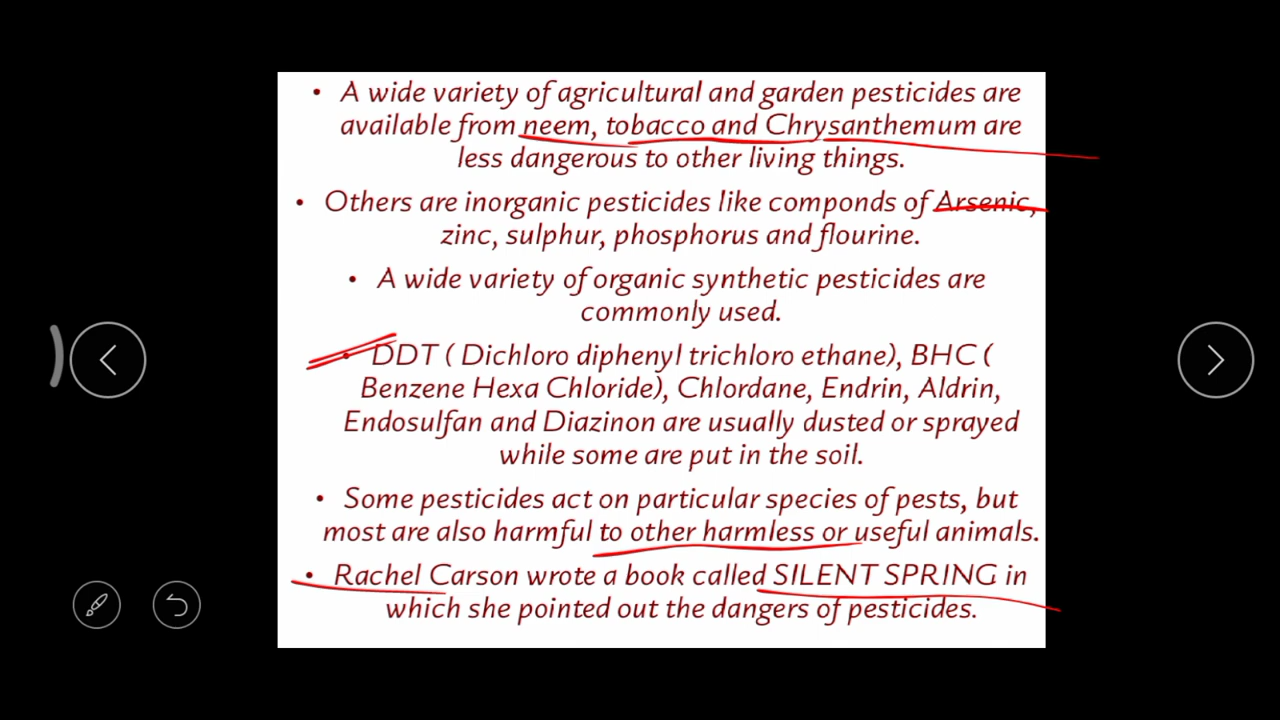 • A wide variety of agricultural and garden pesticides are
available from neem, tobacco and Chrysanthemum are
less dangerous to other living things.
• Others are inorganic pesticides like componds of Arsenic,
zinc, sulphur, phosphorus and flourine.
• A wide variety of organic synthetic pesticides are
commonly used.
• DDT ( Dichloro diphenyl trichloro ethane), BHC (
Benzene Hexa Chloride), Chlordane, Endrin, Aldrin,
Endosulfan and Diazinon are usually dusted or sprayed
while some are put in the soil.
• Some pesticides act on particular species of pests, but
most are also harmful to other harmless or useful animals.
• Rachel Carson wrote a book called SILENT SPRING in
which she pointed out the dangers of pesticides.